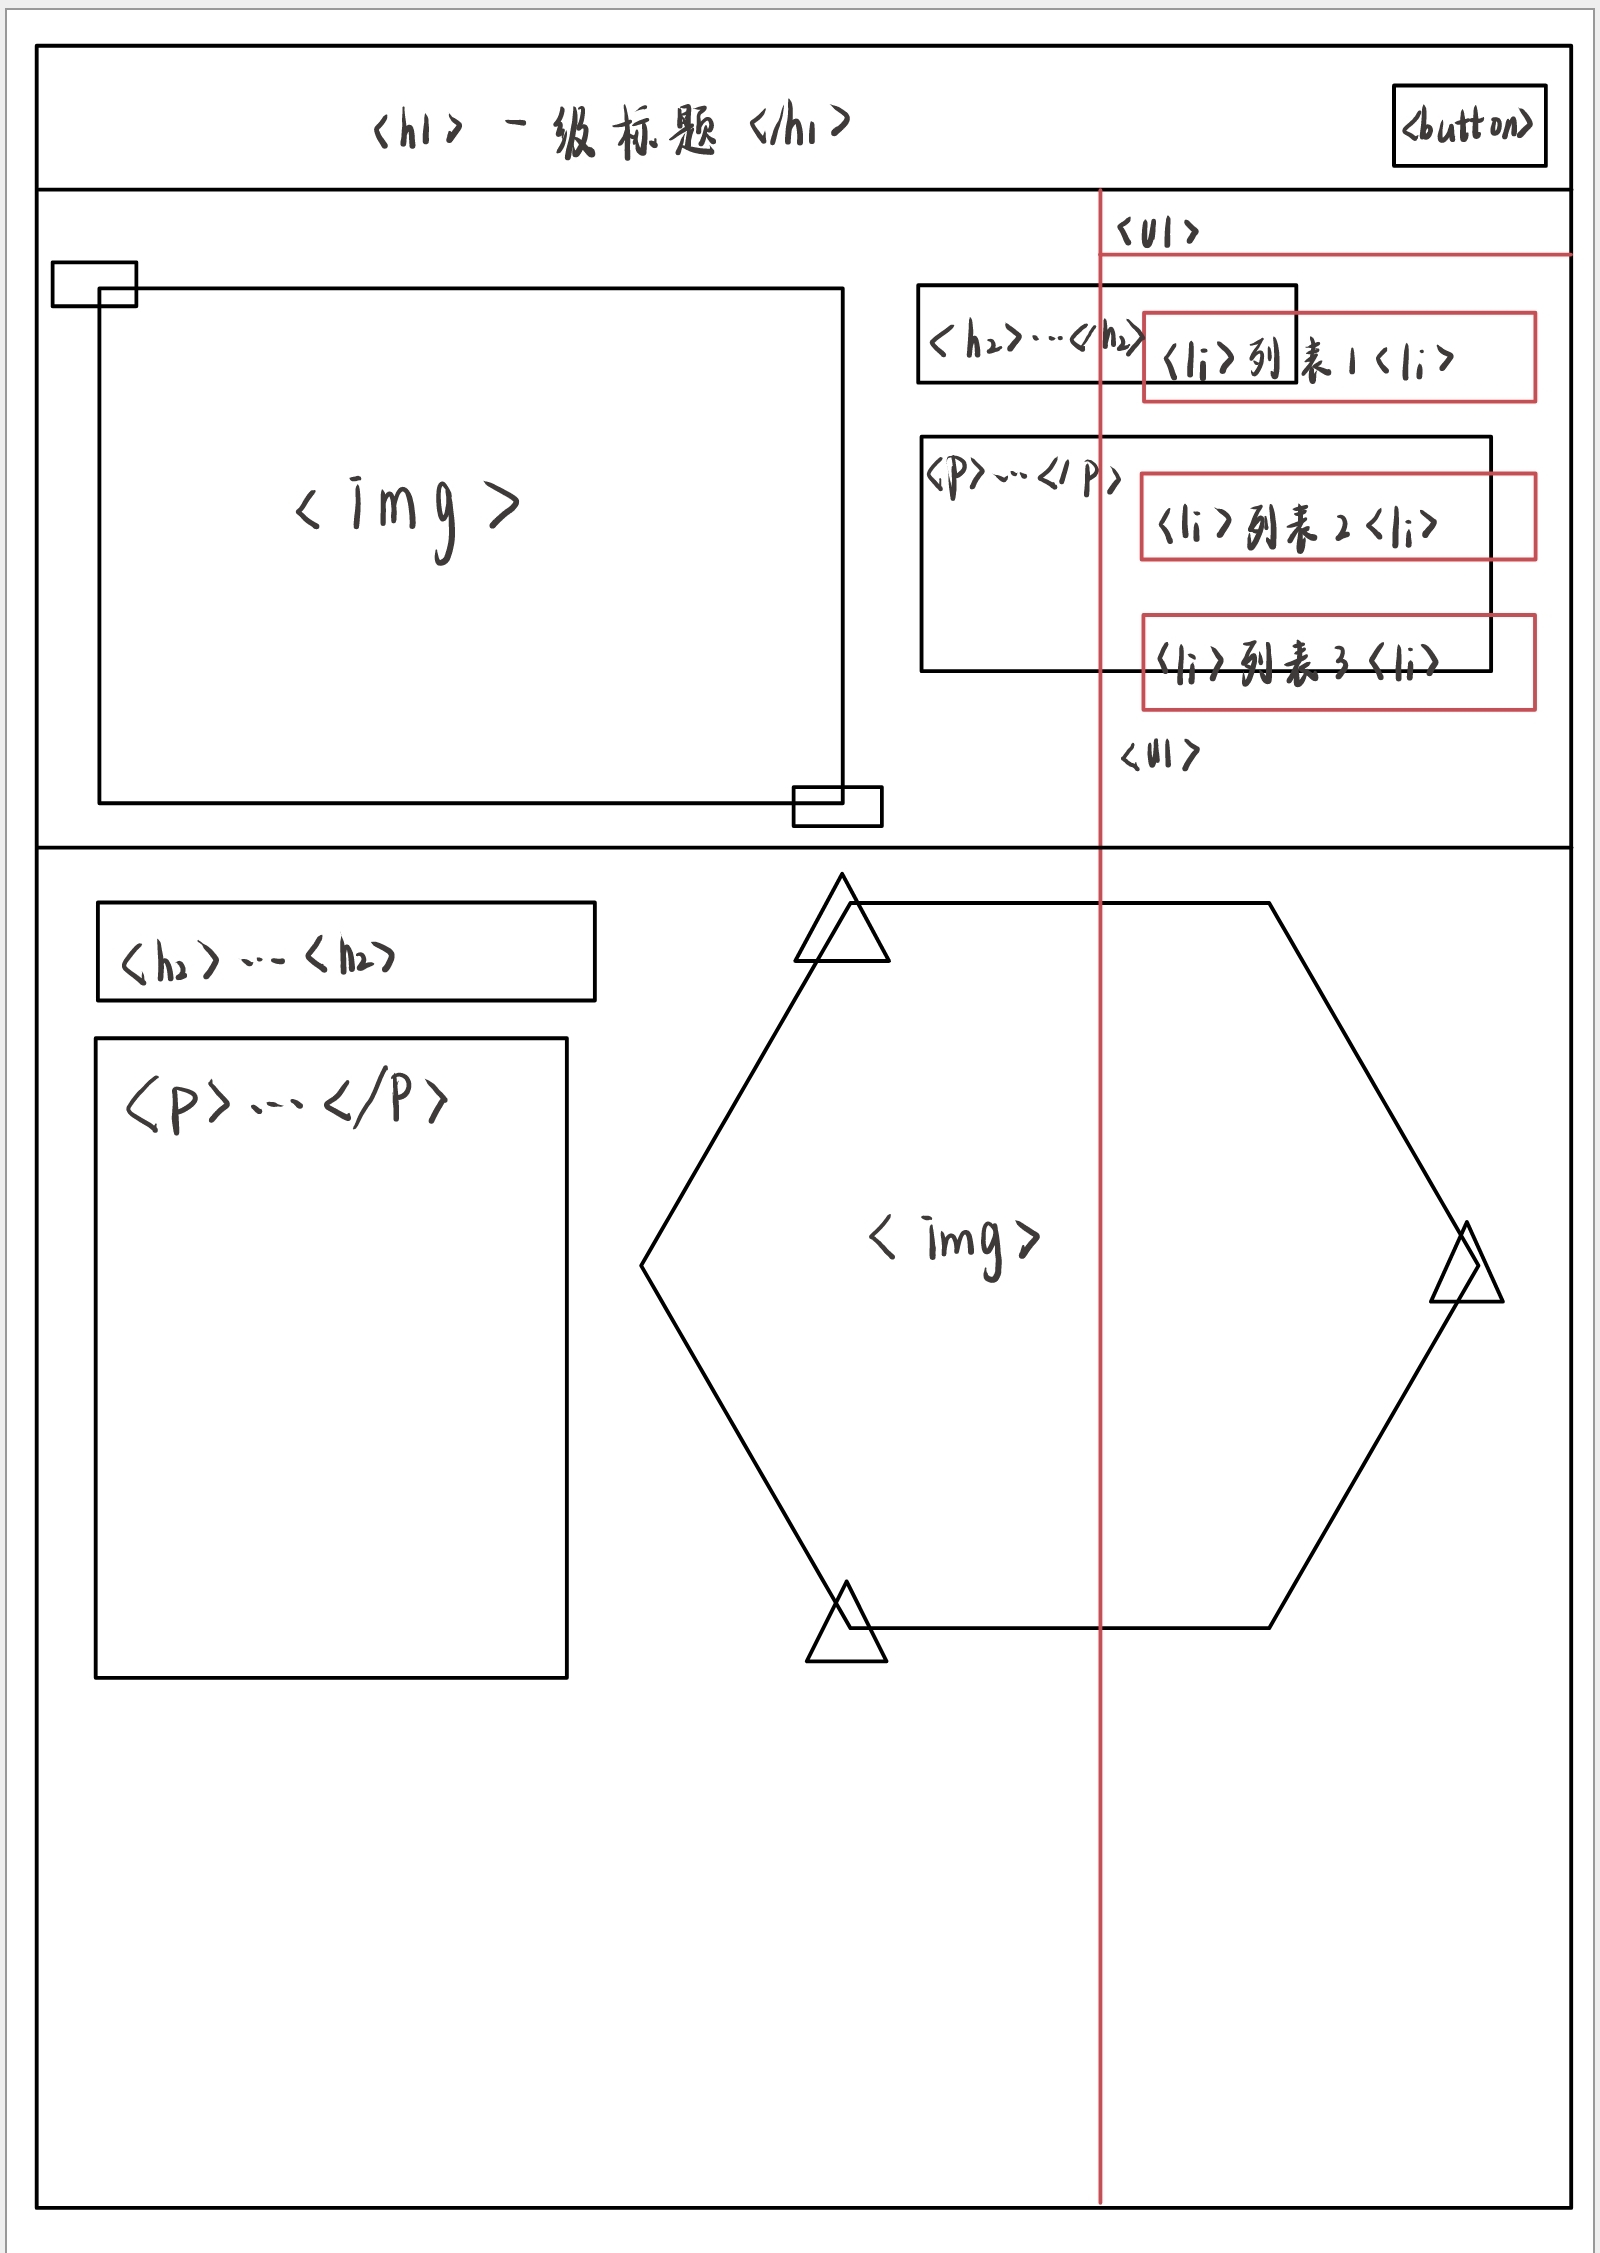 <h1> 一级标题 </h1>
<button>
<ul>
<h2>...</h2>
<li>列表1<li>
<p>...</p>
<li>列表2<li>
<img>
<li>列表3<li>
<ul>
<h2>...<h2>
<p>...</p>
<img>